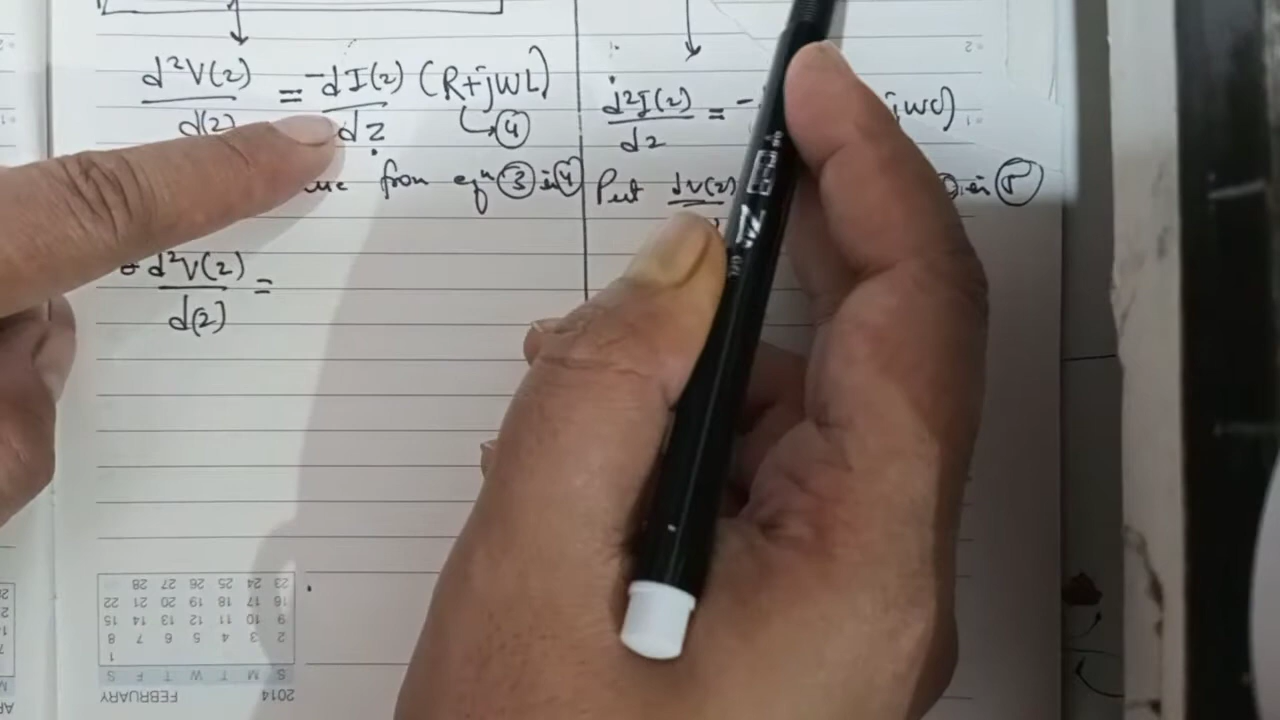 d²V(z) = -dI(z) (R+jWL)
d(z) dz ④
from eqⁿ ③ in ④
d²V(z) =
d(z)
d²I(z) = - jWC)
dz
Put dV(z) in ⑤
28 27 26 25 24 23
22 21 20 19 18 17 16
15 14 13 12 11 10 9
8 7 6 5 4 3 2
1
S F T W T M S
FEBRUARY 2014